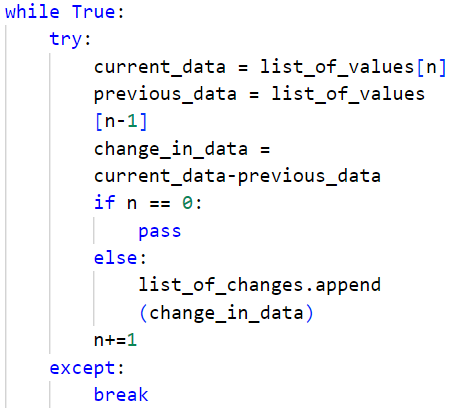 while True:
    try:
        current_data = list_of_values[n]
        previous_data = list_of_values
        [n-1]
        change_in_data =
        current_data-previous_data
        if n == 0:
            pass
        else:
            list_of_changes.append
            (change_in_data)
        n+=1
    except:
        break